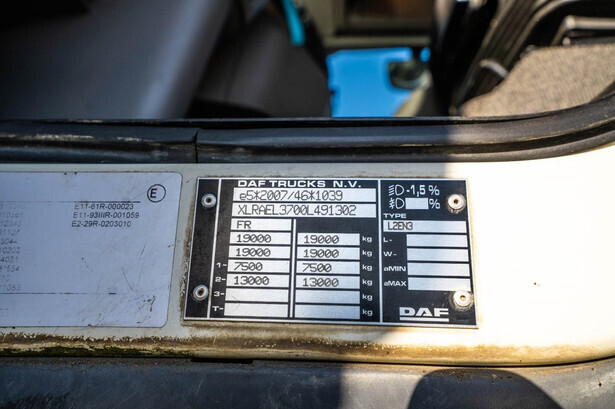 E11-61R-000023
E11-93IIIR-001059
E2-29R-0203010
E
DAF TRUCKS N.V.
e5*2007/46*1039
XLRAEL3700L491302
FR
19000 19000 kg
19000 19000 kg
1- 7500 7500 kg
2- 13000 13000 kg
3- kg
T- kg
-1,5 %
%
TYPE
L2EN3
L-
W-
aMIN
aMAX
DAF